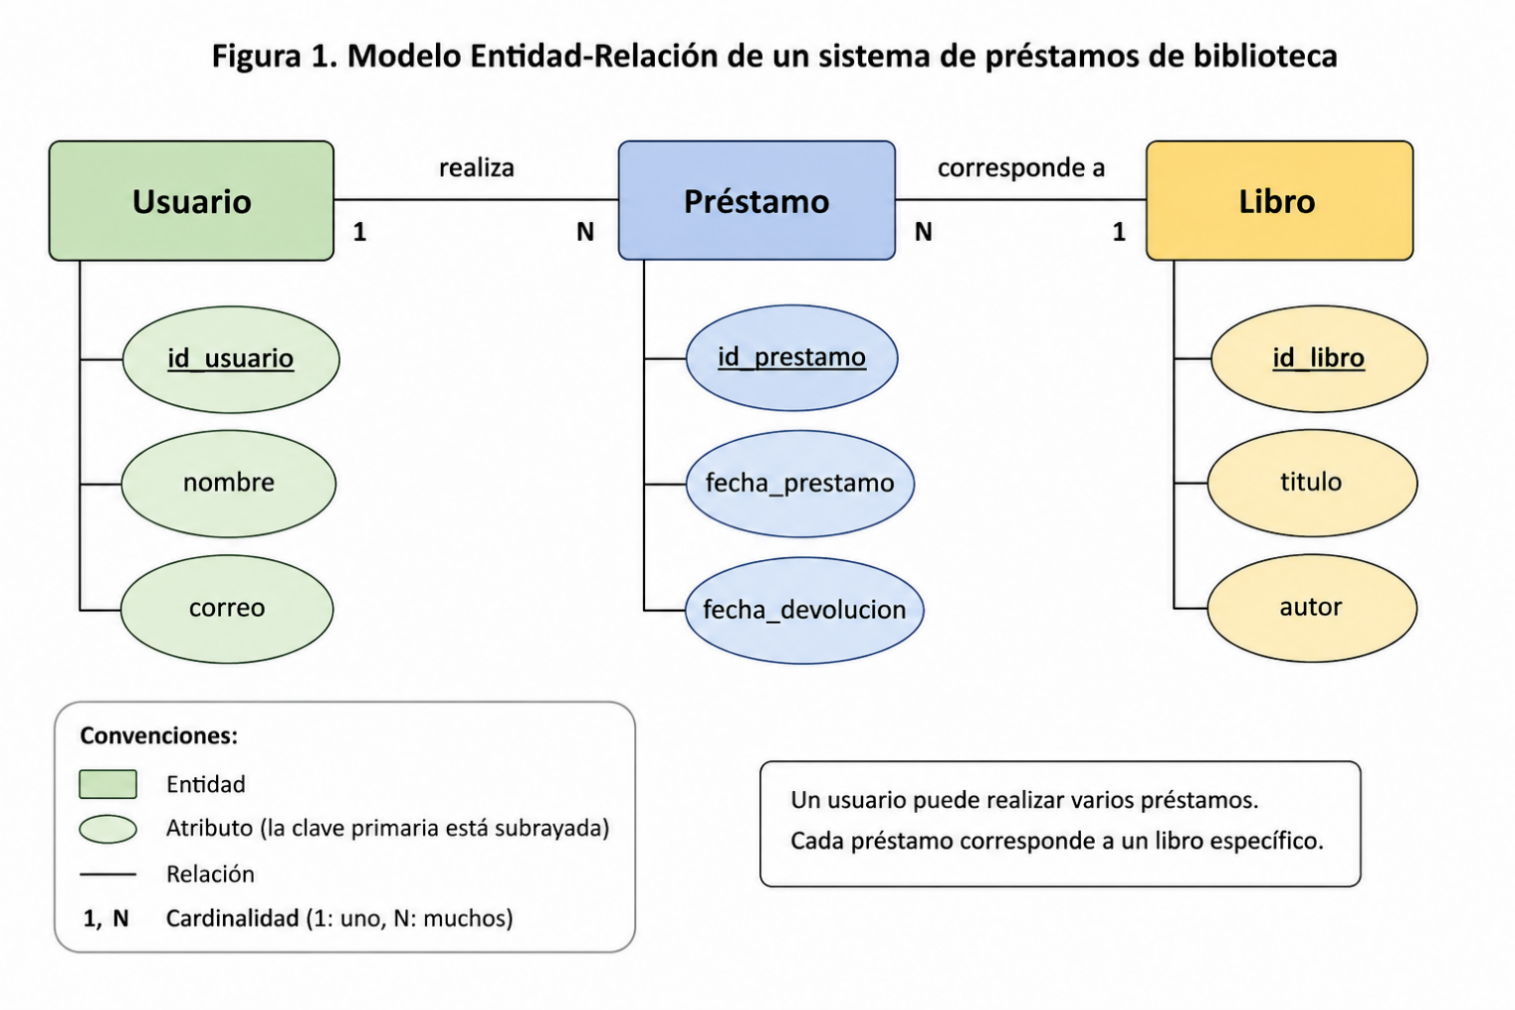 Figura 1. Modelo Entidad-Relación de un sistema de préstamos de biblioteca
Usuario
realiza
1
N
Préstamo
corresponde a
N
1
Libro
id_usuario
nombre
correo
id_prestamo
fecha_prestamo
fecha_devolucion
id_libro
titulo
autor
Convenciones:
Entidad
Atributo (la clave primaria está subrayada)
Relación
1, N Cardinalidad (1: uno, N: muchos)
Un usuario puede realizar varios préstamos.
Cada préstamo corresponde a un libro específico.